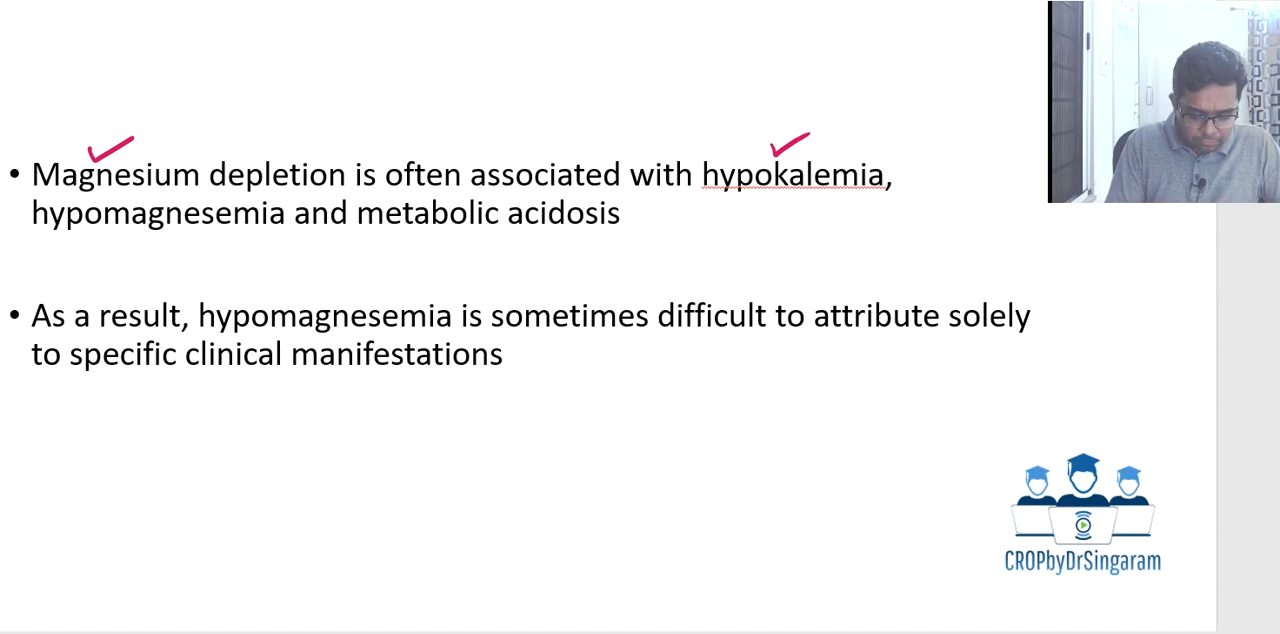 • Magnesium depletion is often associated with hypokalemia,
hypomagnesemia and metabolic acidosis
• As a result, hypomagnesemia is sometimes difficult to attribute solely
to specific clinical manifestations
CROPbyDrSingaram